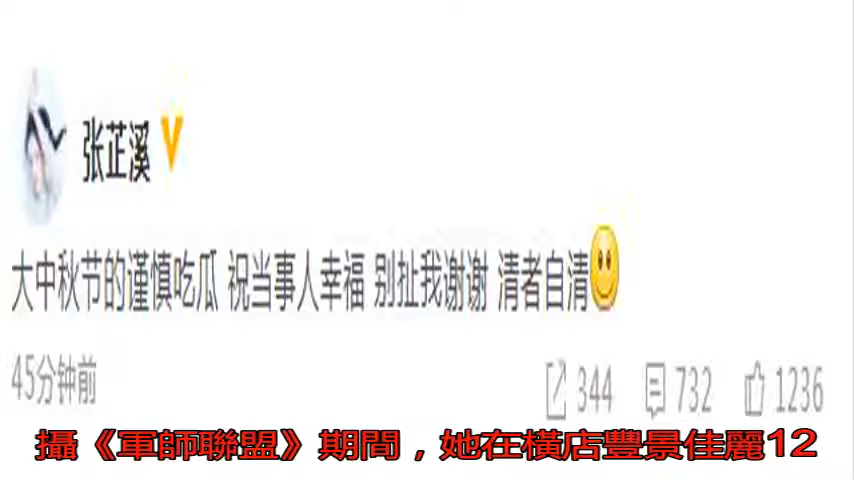 张芷溪
大中秋节的谨慎吃瓜 祝当事人幸福 别扯我谢谢 清者自清
45分钟前
344 732 1236
攝《軍師聯盟》期間，她在橫店豐景佳麗12